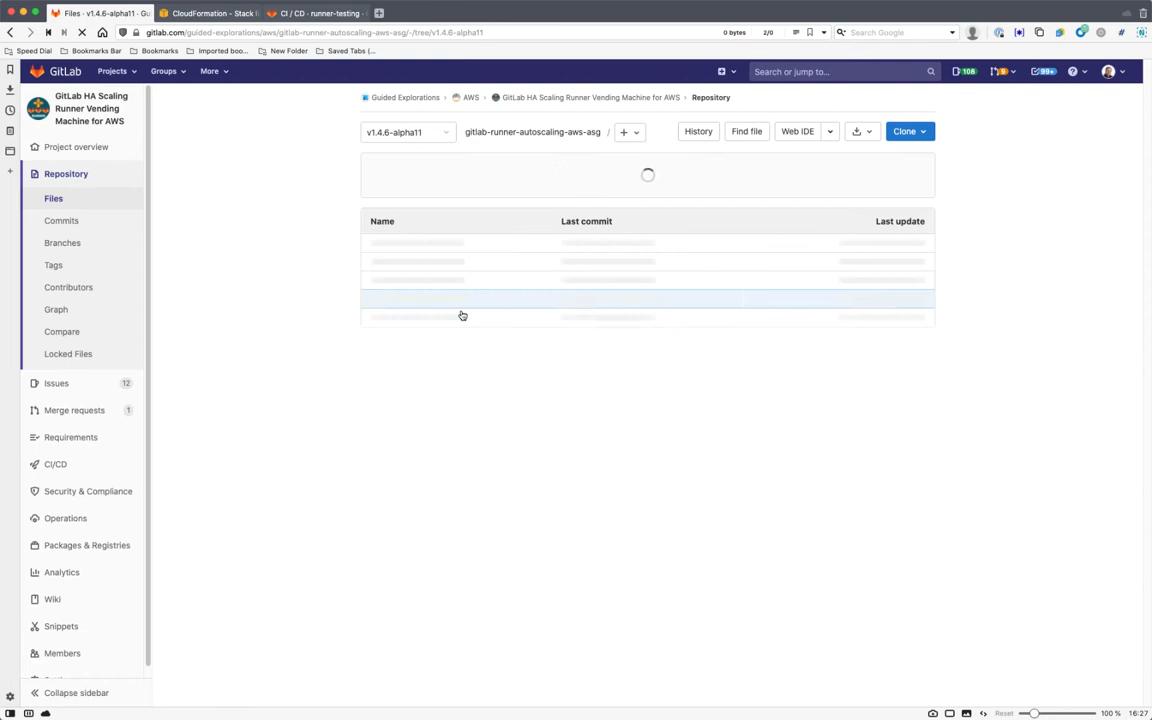 Files · v1.4.6-alpha11 · Gui
CloudFormation - Stack
CI / CD · runner-testing ·
gitlab.com/guided-explorations/aws/gitlab-runner-autoscaling-aws-asg/-/tree/v1.4.6-alpha11
0 bytes
2/0
Search Google
Speed Dial
Bookmarks Bar
Bookmarks
Imported boo...
New Folder
Saved Tabs (...
GitLab
Projects
Groups
More
Search or jump to...
108
9
99+
GitLab HA Scaling
Runner Vending
Machine for AWS
Guided Explorations
AWS
GitLab HA Scaling Runner Vending Machine for AWS
Repository
v1.4.6-alpha11
gitlab-runner-autoscaling-aws-asg /
History
Find file
Web IDE
Clone
Name
Last commit
Last update
Project overview
Repository
Files
Commits
Branches
Tags
Contributors
Graph
Compare
Locked Files
Issues 12
Merge requests 1
Requirements
CI/CD
Security & Compliance
Operations
Packages & Registries
Analytics
Wiki
Snippets
Members
Collapse sidebar
Reset
100 %
16:27